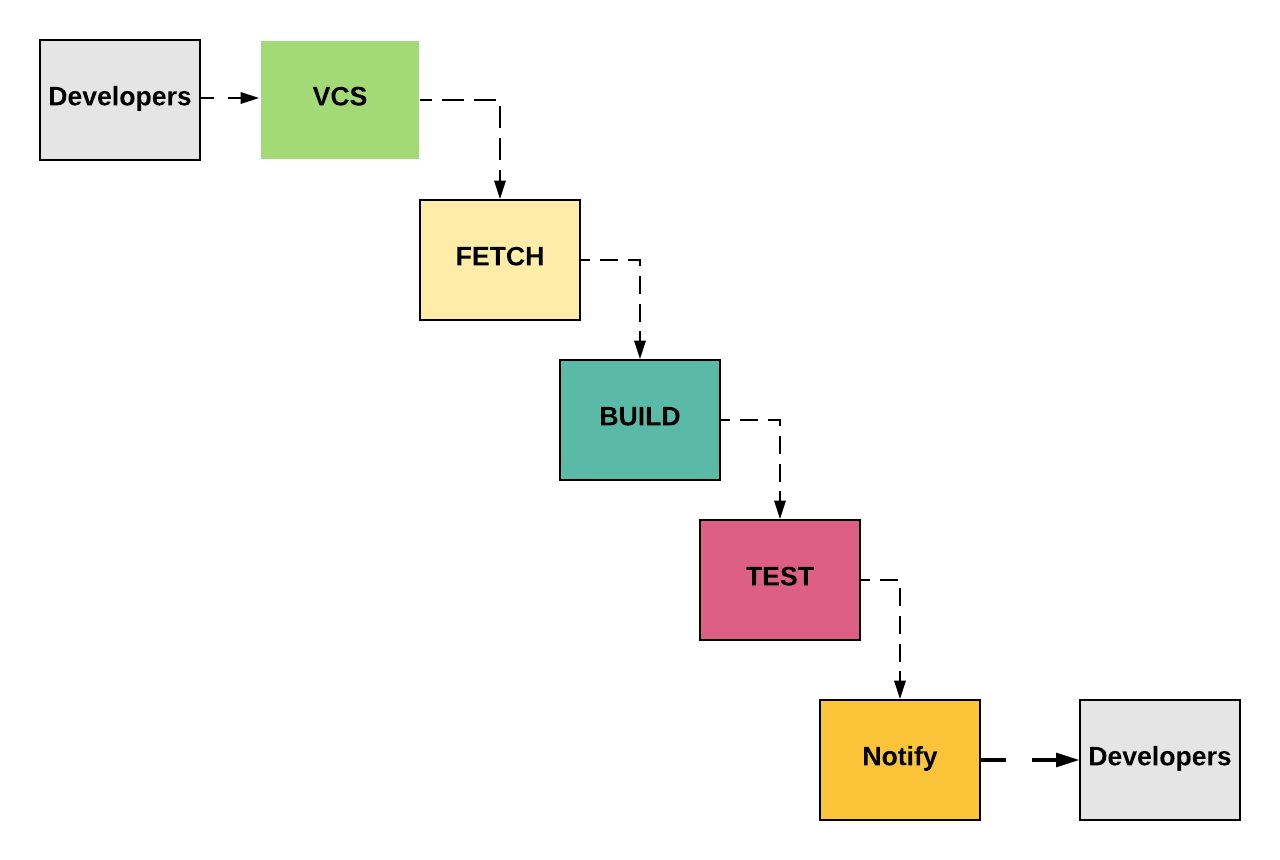 Developers
VCS
FETCH
BUILD
TEST
Notify
Developers